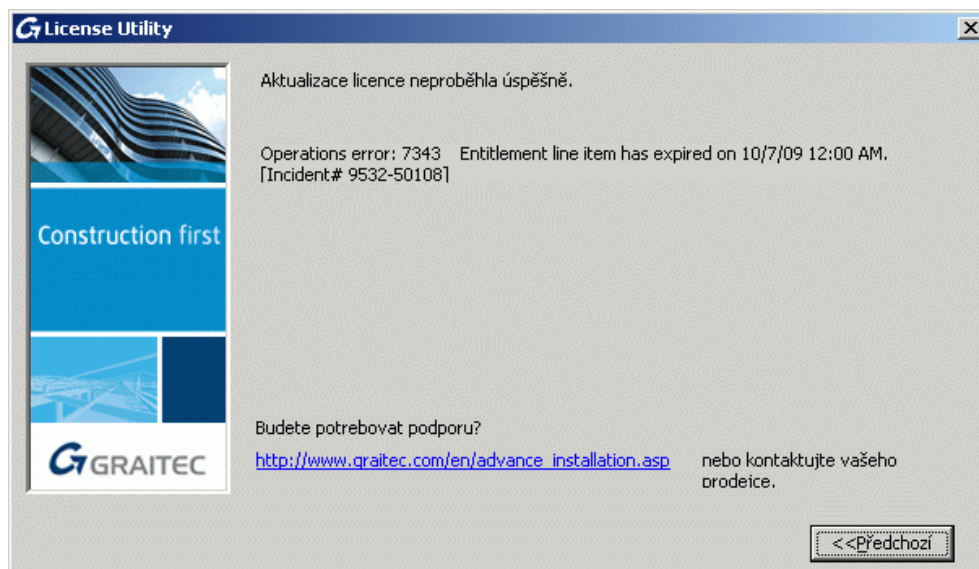 License Utility
Aktualizace licence neproběhla úspěšně.
Operations error: 7343 Entitlement line item has expired on 10/7/09 12:00 AM.
[Incident# 9532-50108]
Construction first
GRAITEC
Budete potrebovat podporu?
http://www.graitec.com/en/advance_installation.asp
nebo kontaktujte vašeho
prodejce.
<<Předchozí